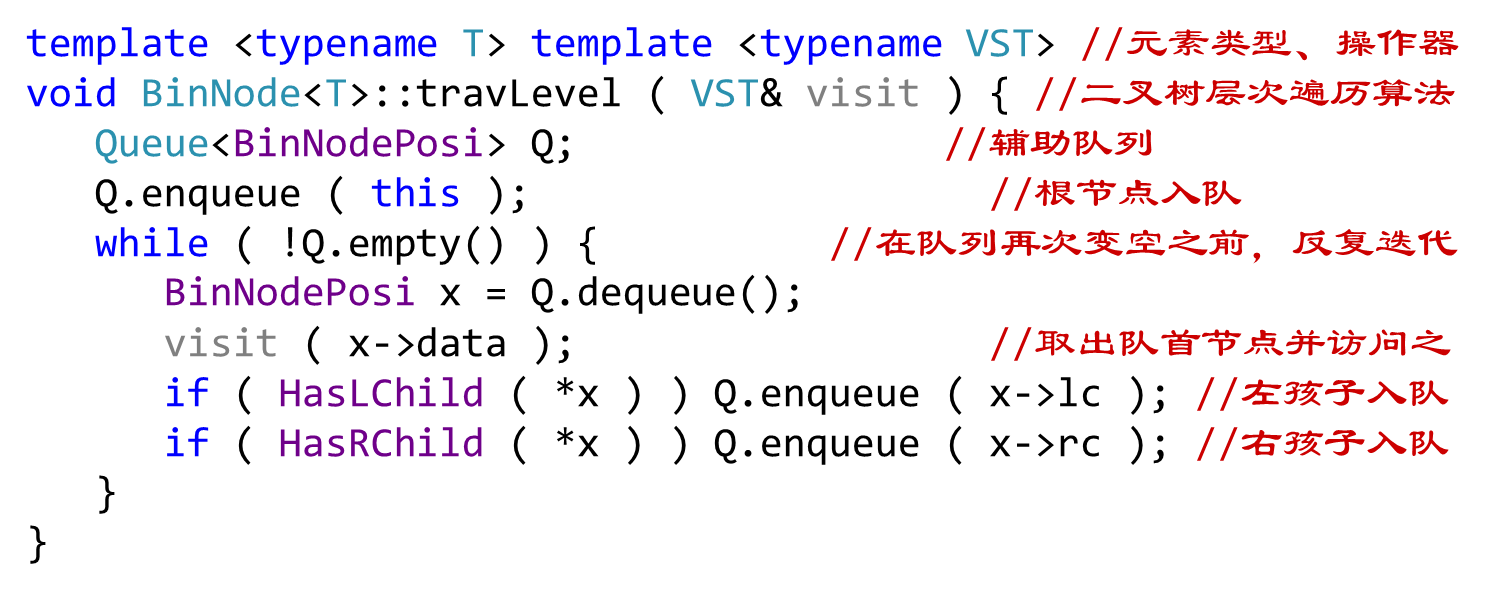 template <typename T> template <typename VST> //元素类型、操作器
void BinNode<T>::travLevel ( VST& visit ) { //二叉树层次遍历算法
   Queue<BinNodePosi> Q; //辅助队列
   Q.enqueue ( this ); //根节点入队
   while ( !Q.empty() ) { //在队列再次变空之前，反复迭代
      BinNodePosi x = Q.dequeue();
      visit ( x->data ); //取出队首节点并访问之
      if ( HasLChild ( *x ) ) Q.enqueue ( x->lc ); //左孩子入队
      if ( HasRChild ( *x ) ) Q.enqueue ( x->rc ); //右孩子入队
   }
}